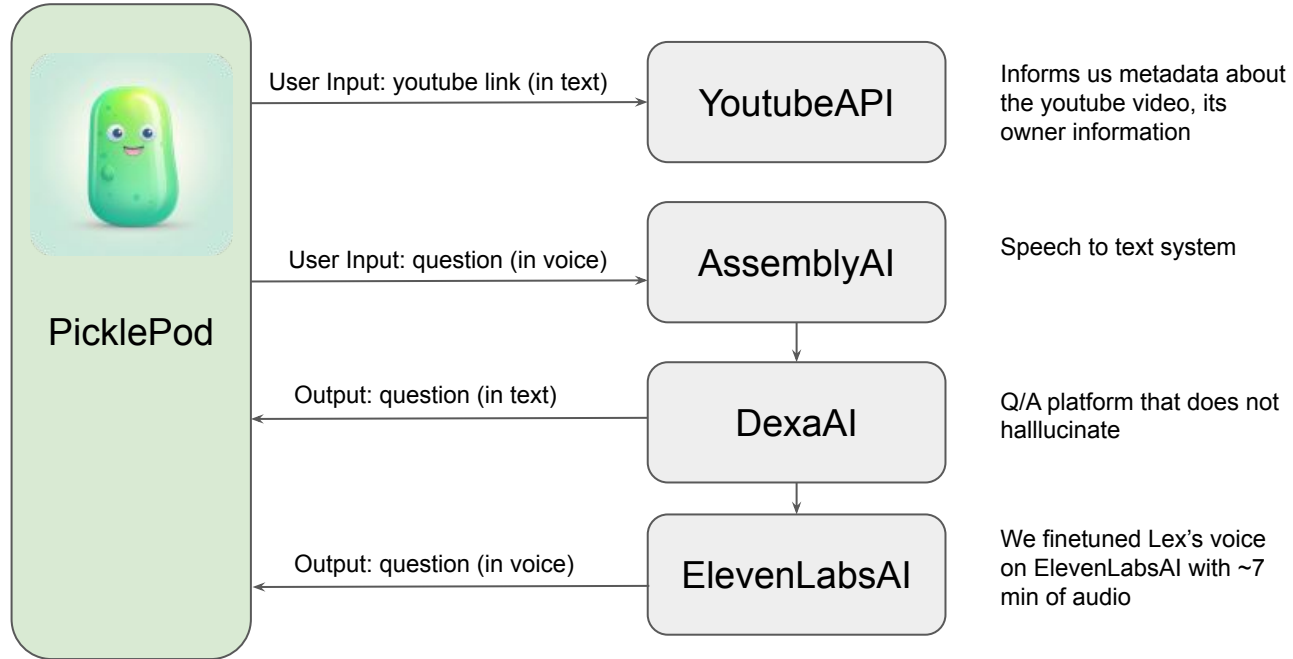 User Input: youtube link (in text)
YoutubeAPI
Informs us metadata about
the youtube video, its
owner information
User Input: question (in voice)
AssemblyAI
Speech to text system
PicklePod
Output: question (in text)
DexaAI
Q/A platform that does not
halllucinate
Output: question (in voice)
ElevenLabsAI
We finetuned Lex’s voice
on ElevenLabsAI with ~7
min of audio